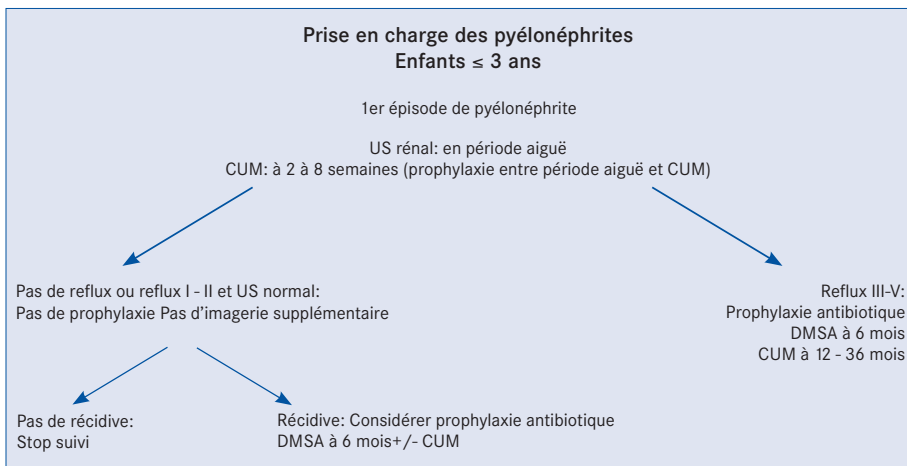 Prise en charge des pyélonéphrites
Enfants ≤ 3 ans
1er épisode de pyélonéphrite
US rénal: en période aiguë
CUM: à 2 à 8 semaines (prophylaxie entre période aiguë et CUM)
Pas de reflux ou reflux I - II et US normal:
Pas de prophylaxie Pas d'imagerie supplémentaire
Reflux III-V:
Prophylaxie antibiotique
DMSA à 6 mois
CUM à 12 - 36 mois
Pas de récidive:
Stop suivi
Récidive: Considérer prophylaxie antibiotique
DMSA à 6 mois+/- CUM